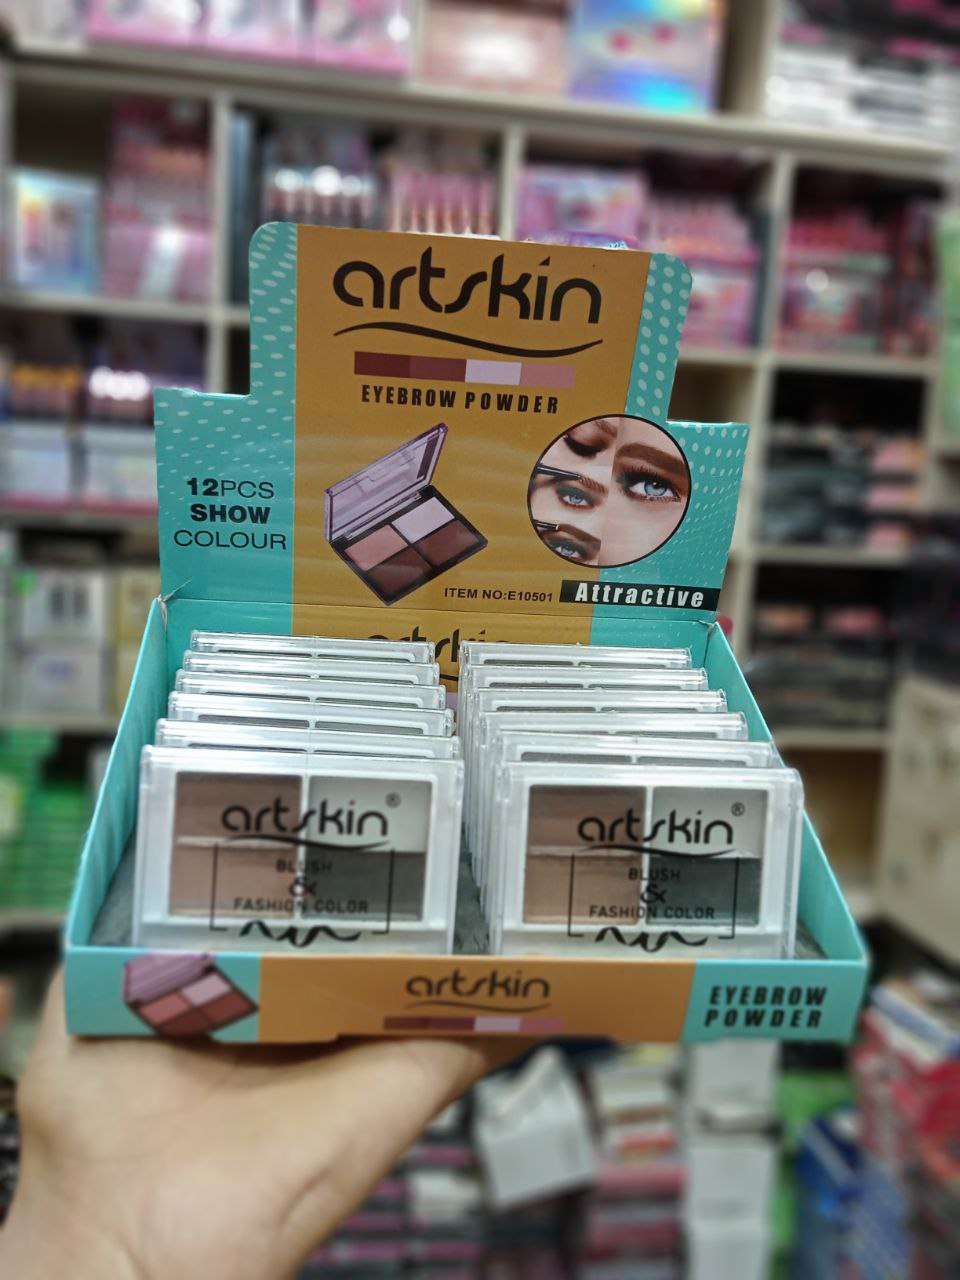 artskin
EYEBROW POWDER
12PCS
SHOW
COLOUR
ITEM NO:E10501
Attractive
artskin
artskin®
BLUSH
&
FASHION COLOR
artskin®
BLUSH
&
FASHION COLOR
artskin
EYEBROW
POWDER